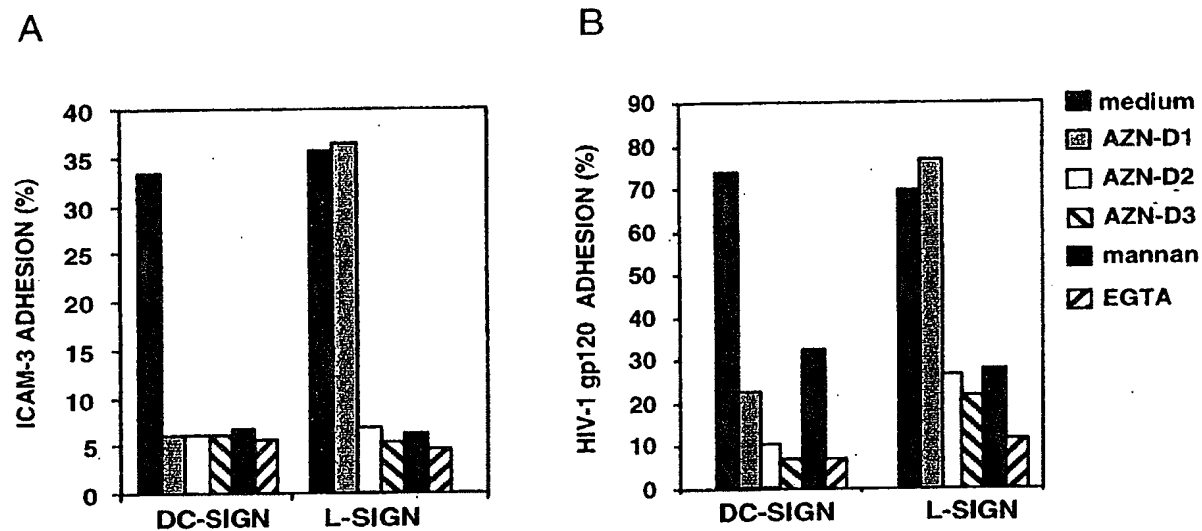 A
B
ICAM-3 ADHESION (%)
40
35
30
25
20
15
10
5
0
DC-SIGN
L-SIGN
HIV-1 gp120 ADHESION (%)
90
80
70
60
50
40
30
20
10
0
DC-SIGN
L-SIGN
medium
AZN-D1
AZN-D2
AZN-D3
mannan
EGTA